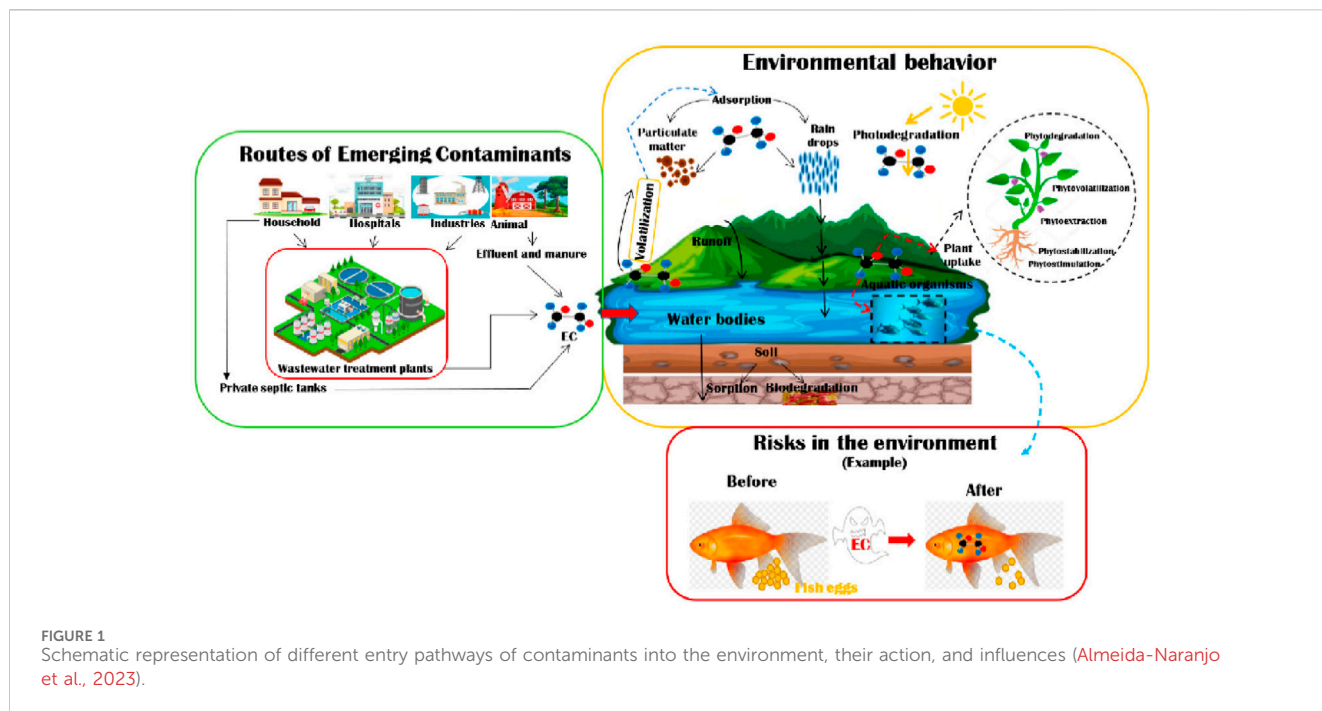 Routes of Emerging Contaminants
Household
Hospitals
Industries
Animal
Effluent and manure
EC
Wastewater treatment plants
Private septic tanks
Environmental behavior
Adsorption
Particulate
matter
Rain
drops
Photodegradation
Volatilization
Runoff
Plant
uptake
Aquatic organisms
Water bodies
Soil
Sorption
Biodegradation
Phytodegradation
Phytovolatilization
Phytoextraction
Phytostabilization
Phytostimulation
Risks in the environment
(Example)
Before
After
EC
Fish eggs
FIGURE 1
Schematic representation of different entry pathways of contaminants into the environment, their action, and influences (Almeida-Naranjo
et al., 2023).